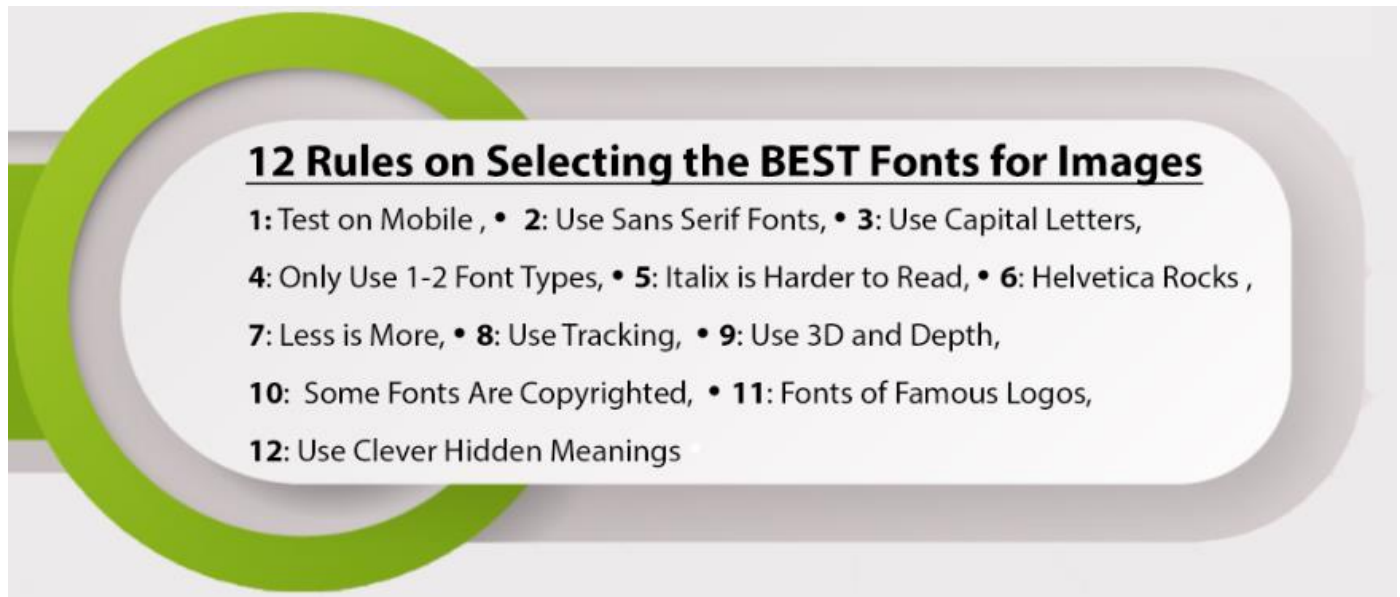 12 Rules on Selecting the BEST Fonts for Images
1: Test on Mobile , • 2: Use Sans Serif Fonts, • 3: Use Capital Letters,
4: Only Use 1-2 Font Types, • 5: Italix is Harder to Read, • 6: Helvetica Rocks ,
7: Less is More, • 8: Use Tracking, • 9: Use 3D and Depth,
10: Some Fonts Are Copyrighted, • 11: Fonts of Famous Logos,
12: Use Clever Hidden Meanings